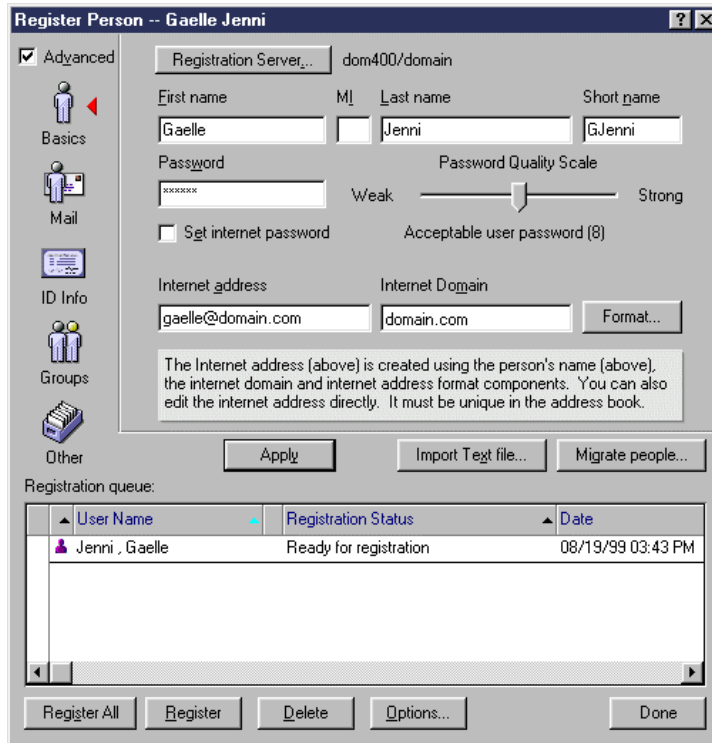 Register Person -- Gaelle Jenni
Advanced
Registration Server...
dom400/domain
First name
MI
Last name
Short name
Gaelle
Jenni
GJenni
Basics
Password
Password Quality Scale
xxxxxx
Weak
Strong
Mail
Set internet password
Acceptable user password (8)
ID Info
Internet address
Internet Domain
gaelle@domain.com
domain.com
Format...
Groups
The Internet address (above) is created using the person's name (above),
the internet domain and internet address format components. You can also
edit the internet address directly. It must be unique in the address book.
Other
Apply
Import Text file...
Migrate people...
Registration queue:
User Name
Registration Status
Date
Jenni , Gaelle
Ready for registration
08/19/99 03:43 PM
Register All
Register
Delete
Options...
Done